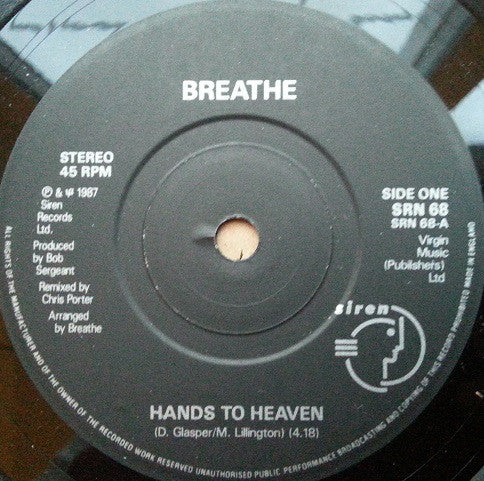 BREATHE
STEREO
45 RPM
℗ & © 1987
Siren
Records
Ltd.
Produced
by Bob
Sergeant
Remixed by
Chris Porter
Arranged
by Breathe
SIDE ONE
SRN 68
SRN 68-A
Virgin
Music
(Publishers)
Ltd
siren
HANDS TO HEAVEN
(D. Glasper/M. Lillington) (4.18)
ALL RIGHTS OF THE MANUFACTURER AND OF THE OWNER OF THE RECORDED WORK RESERVED UNAUTHORISED PUBLIC PERFORMANCE BROADCASTING AND COPYING OF THIS RECORD PROHIBITED MADE IN ENGLAND